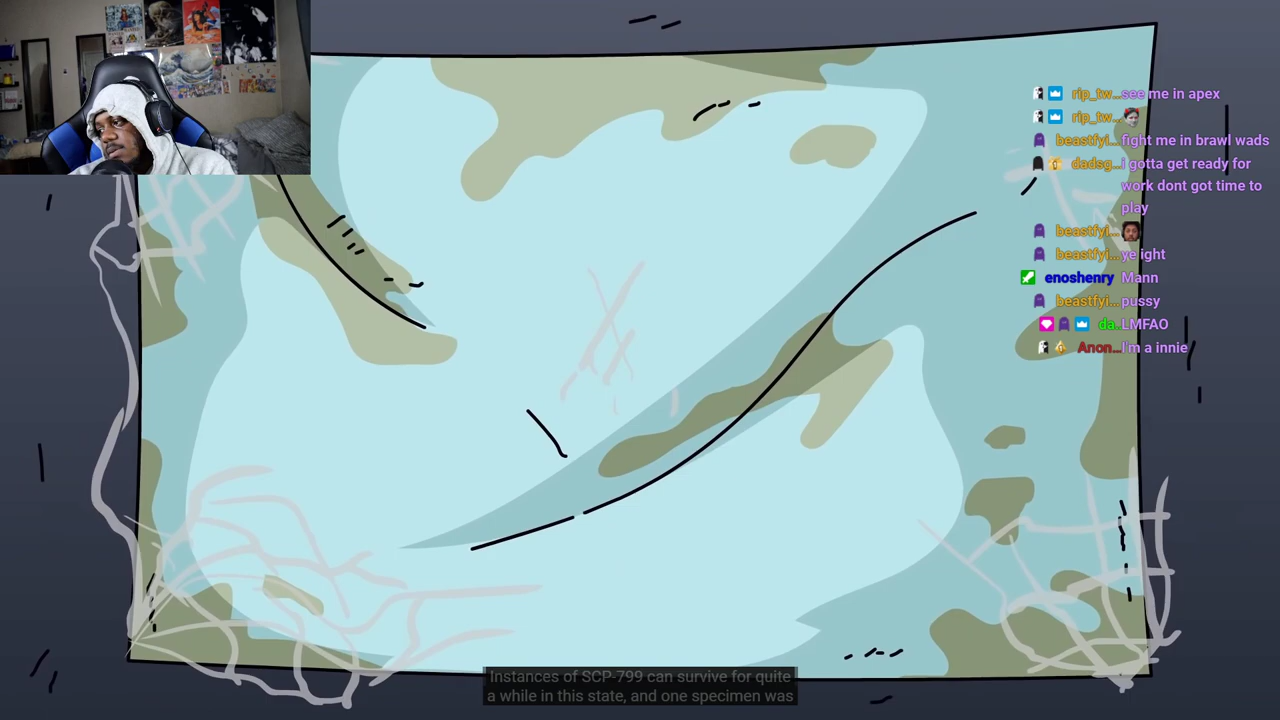 rip_tw...see me in apex
rip_tw...
beastfyi...fight me in brawl wads
dadsg...i gotta get ready for
work dont got time to
play
beastfyi...
beastfyi...ye ight
enoshenry Mann
beastfyi...pussy
da..LMFAO
Anon...I'm a innie
Instances of SCP-799 can survive for quite
a while in this state, and one specimen was